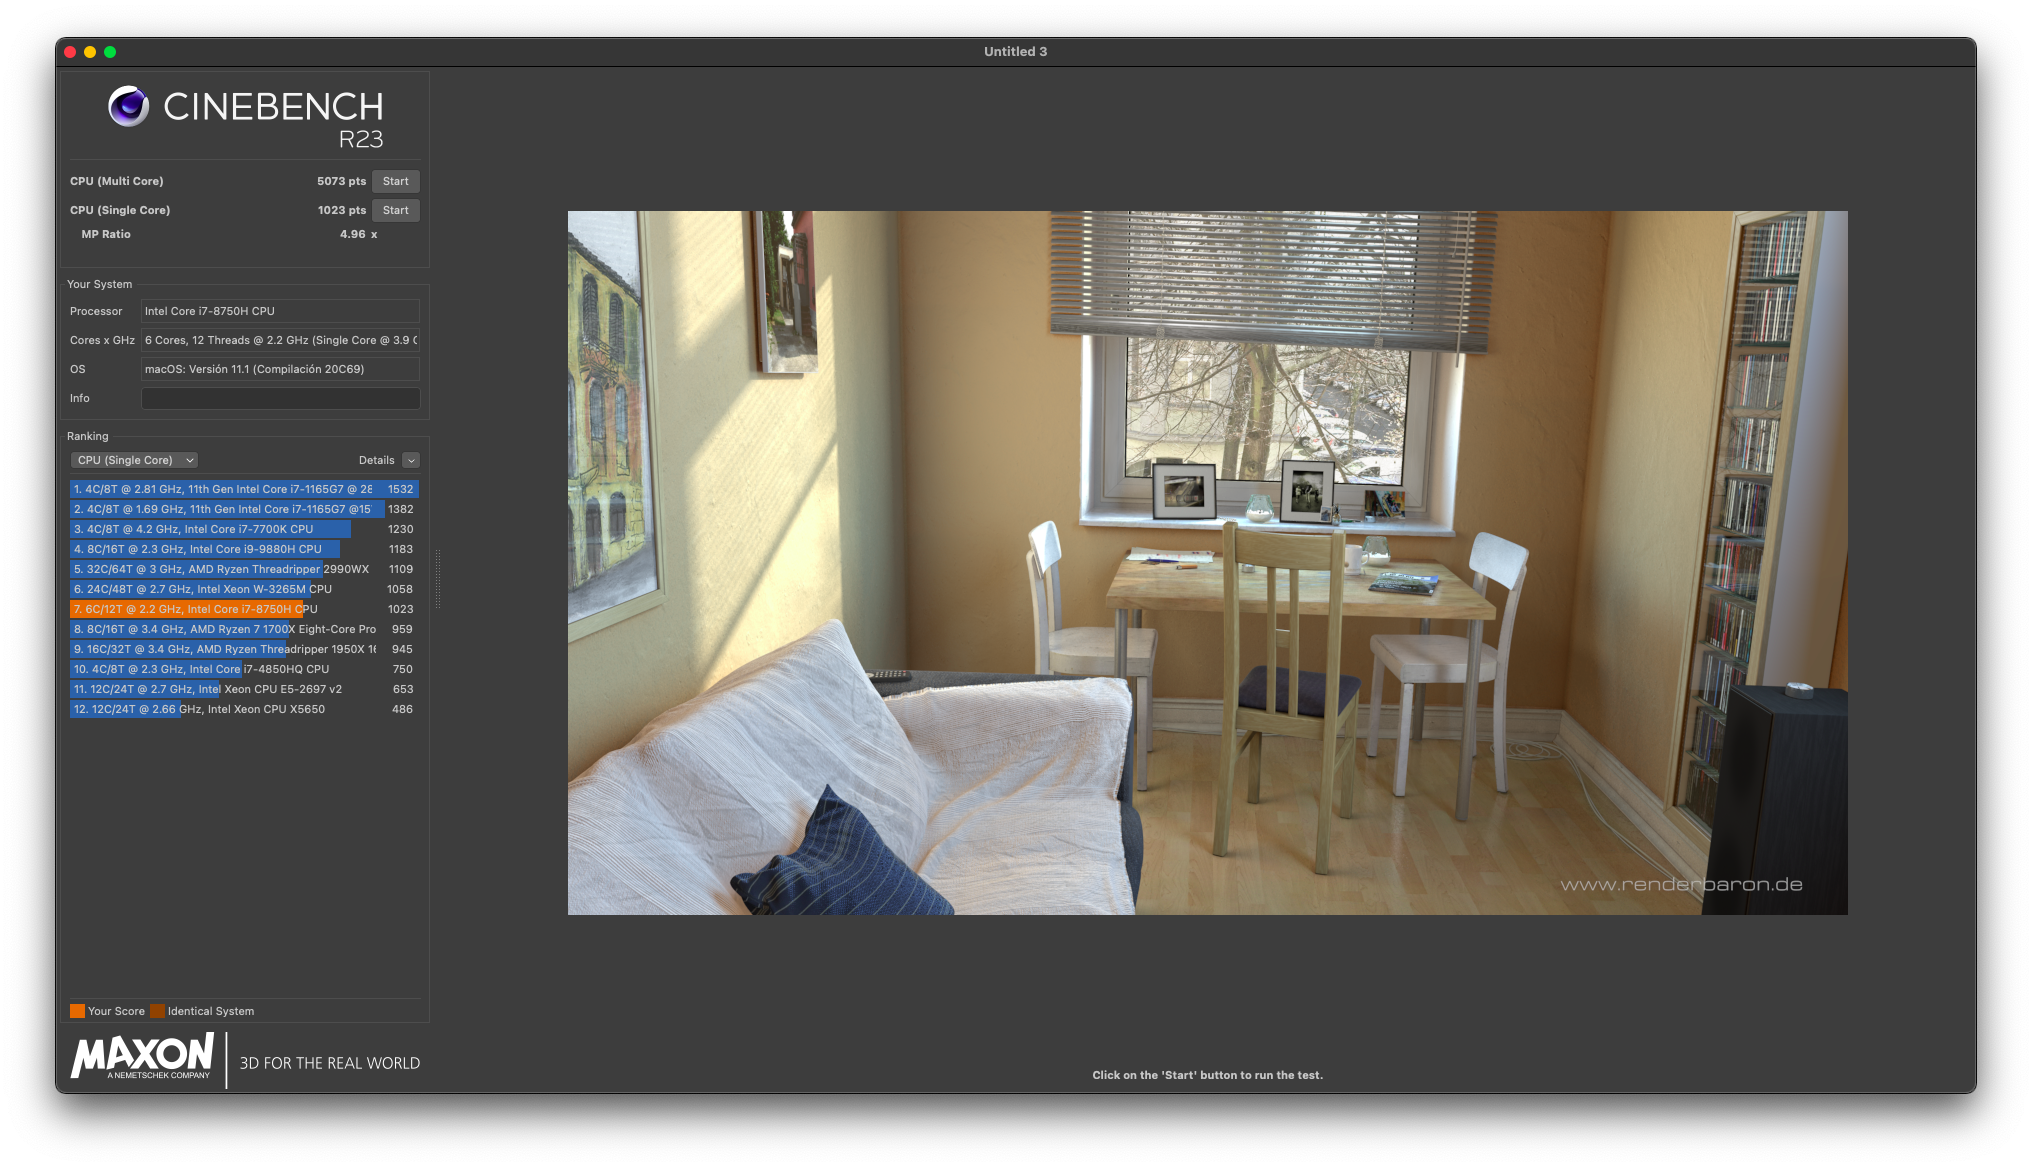 Untitled 3
CINEBENCH
R23
CPU (Multi Core) 5073 pts Start
CPU (Single Core) 1023 pts Start
MP Ratio 4.96 x
Your System
Processor Intel Core i7-8750H CPU
Cores x GHz 6 Cores, 12 Threads @ 2.2 GHz (Single Core @ 3.9 G
OS macOS: Versión 11.1 (Compilación 20C69)
Info
Ranking
CPU (Single Core) Details
1. 4C/8T @ 2.81 GHz, 11th Gen Intel Core i7-1165G7 @ 28 1532
2. 4C/8T @ 1.69 GHz, 11th Gen Intel Core i7-1165G7 @15 1382
3. 4C/8T @ 4.2 GHz, Intel Core i7-7700K CPU 1230
4. 8C/16T @ 2.3 GHz, Intel Core i9-9880H CPU 1183
5. 32C/64T @ 3 GHz, AMD Ryzen Threadripper 2990WX 1109
6. 24C/48T @ 2.7 GHz, Intel Xeon W-3265M CPU 1058
7. 6C/12T @ 2.2 GHz, Intel Core i7-8750H CPU 1023
8. 8C/16T @ 3.4 GHz, AMD Ryzen 7 1700X Eight-Core Pro 959
9. 16C/32T @ 3.4 GHz, AMD Ryzen Threadripper 1950X 16 945
10. 4C/8T @ 2.3 GHz, Intel Core i7-4850HQ CPU 750
11. 12C/24T @ 2.7 GHz, Intel Xeon CPU E5-2697 v2 653
12. 12C/24T @ 2.66 GHz, Intel Xeon CPU X5650 486
Your Score Identical System
MAXON
A NEMETSCHEK COMPANY
3D FOR THE REAL WORLD
www.renderbaron.de
Click on the 'Start' button to run the test.